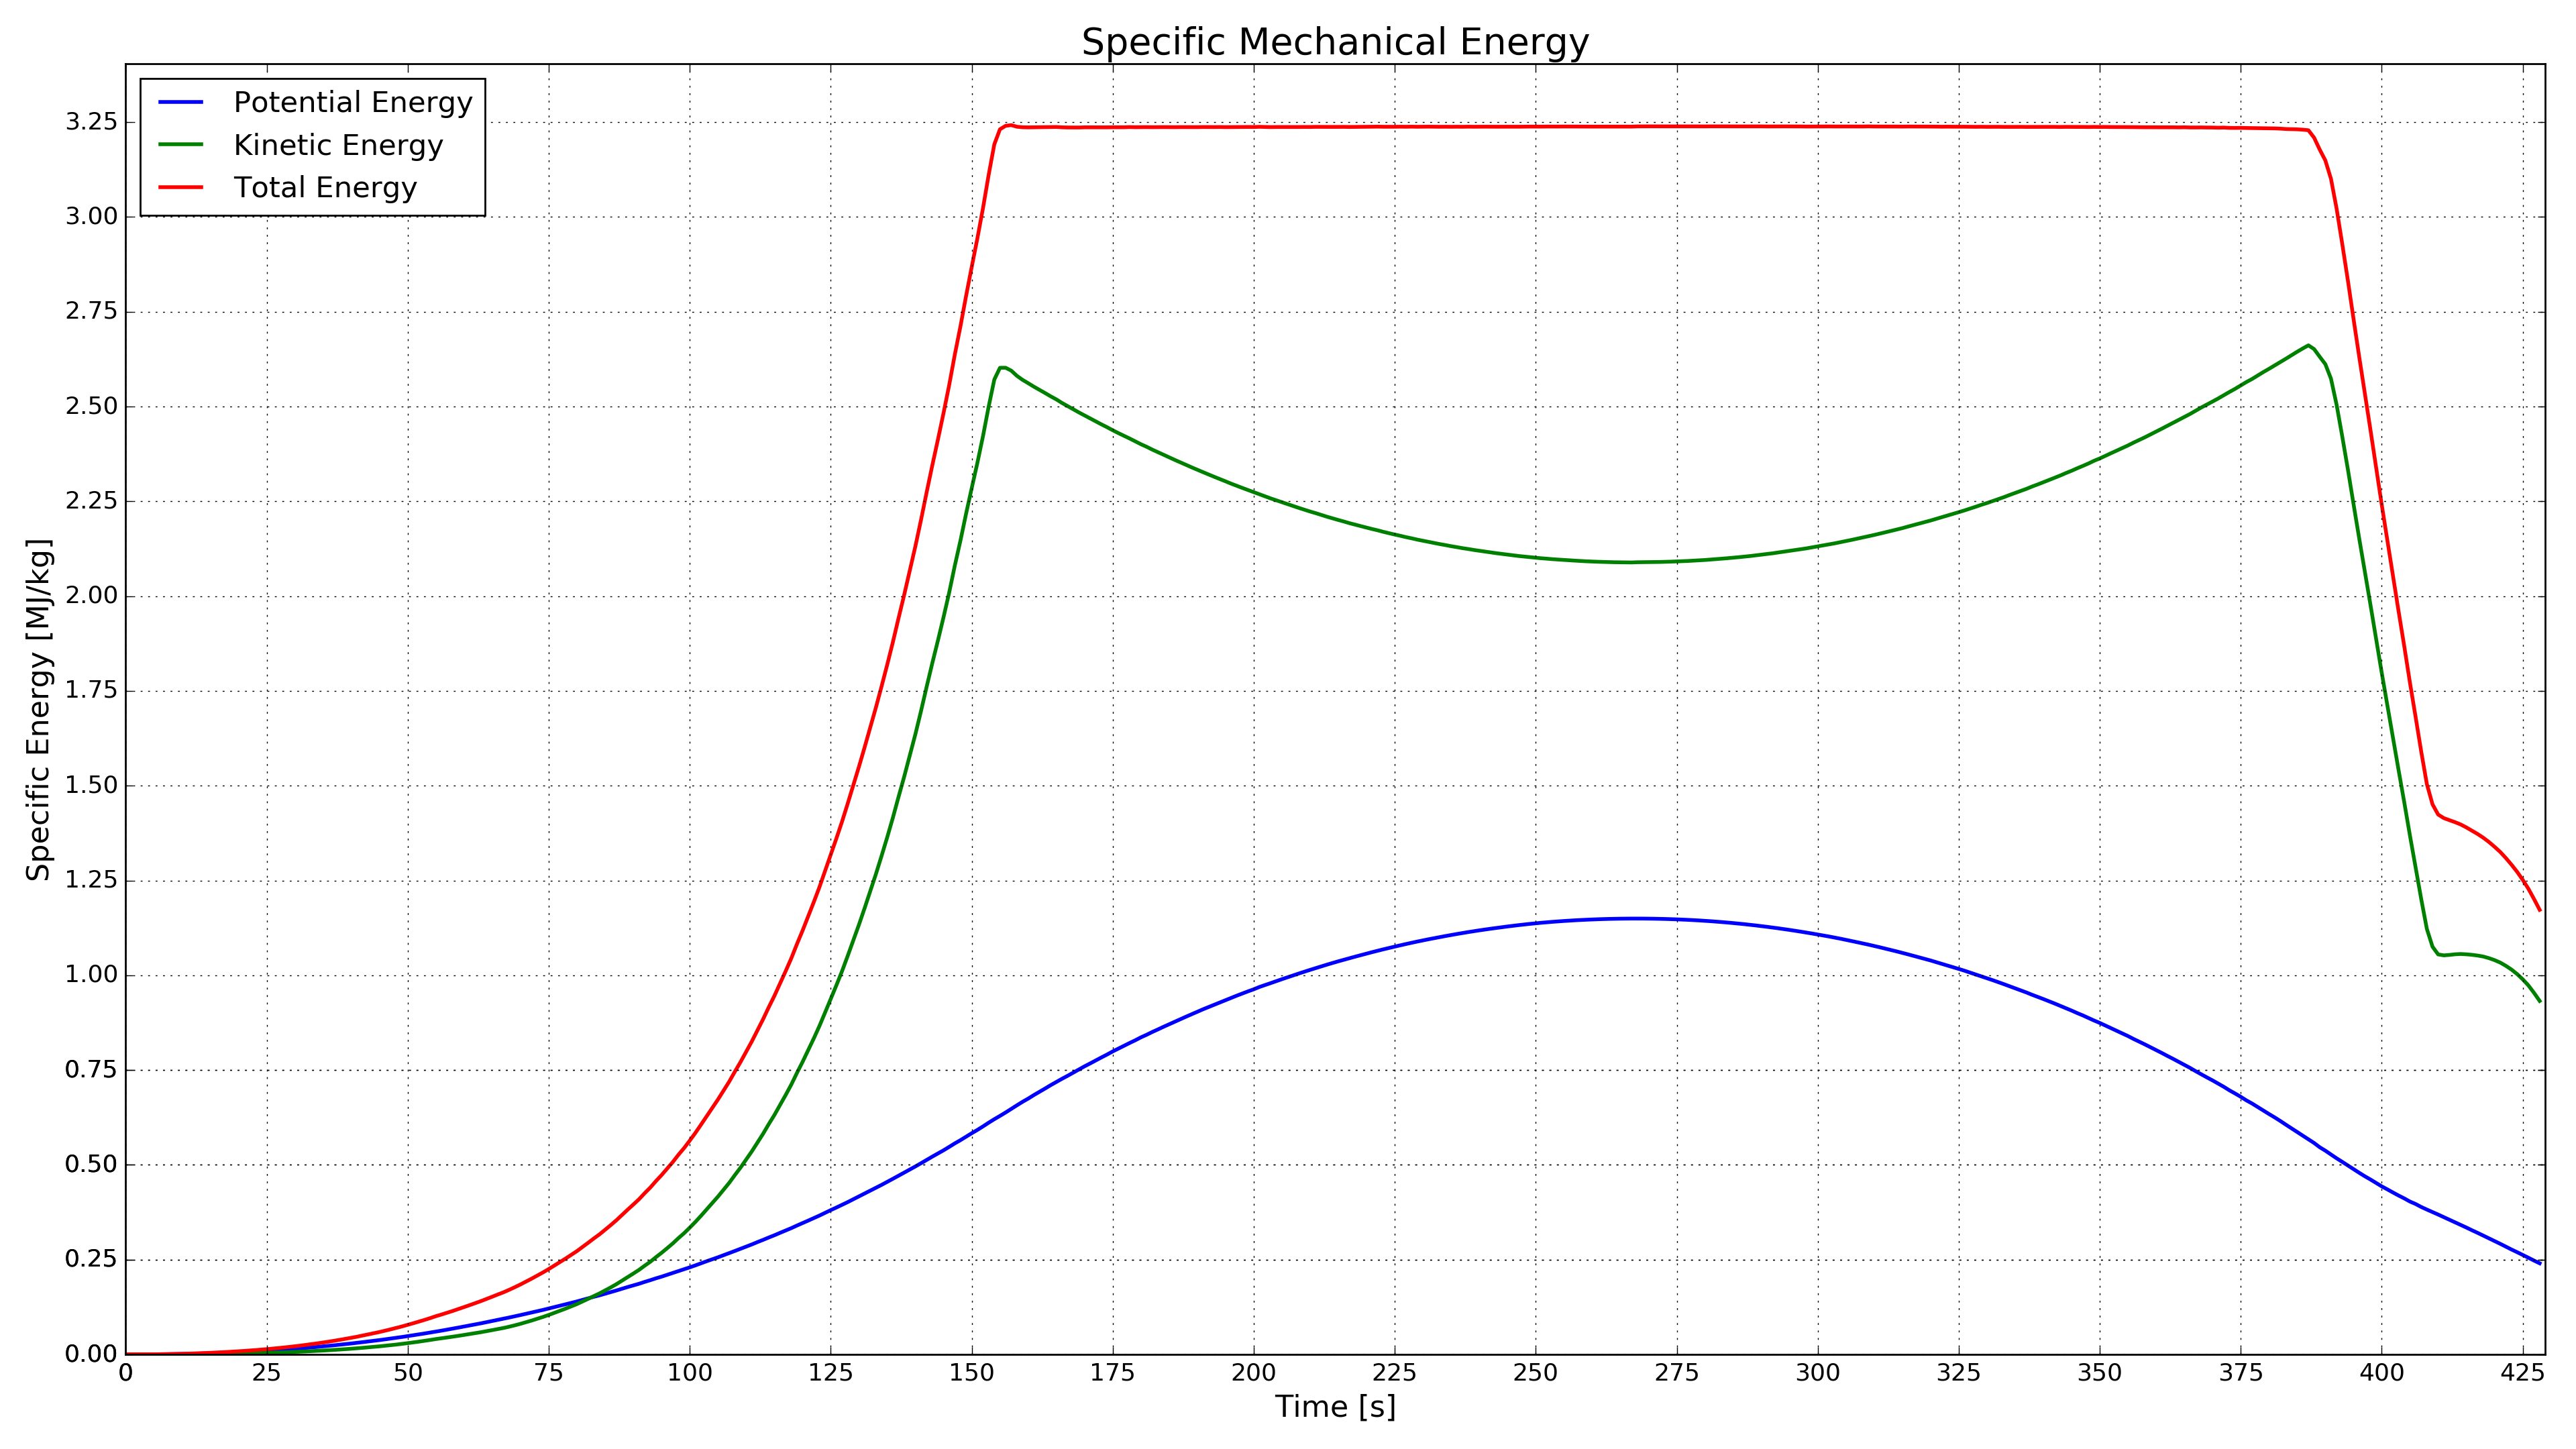 Specific Mechanical Energy
Potential Energy
Kinetic Energy
Total Energy
Specific Energy [MJ/kg]
3.25
3.00
2.75
2.50
2.25
2.00
1.75
1.50
1.25
1.00
0.75
0.50
0.25
0.00
0 25 50 75 100 125 150 175 200 225 250 275 300 325 350 375 400 425
Time [s]